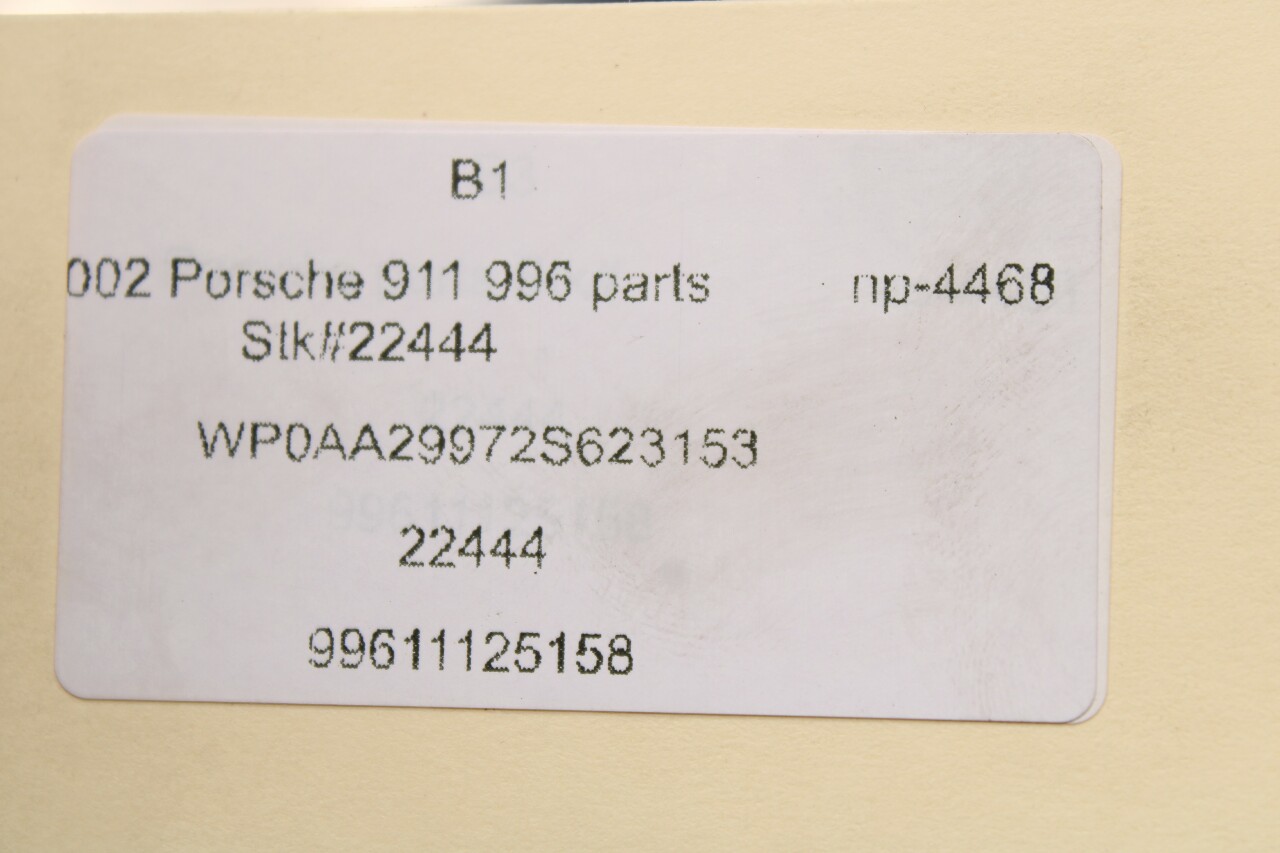 B1
002 Porsche 911 996 parts np-4468
Stk#22444
WP0AA29972S623153
22444
99611125158